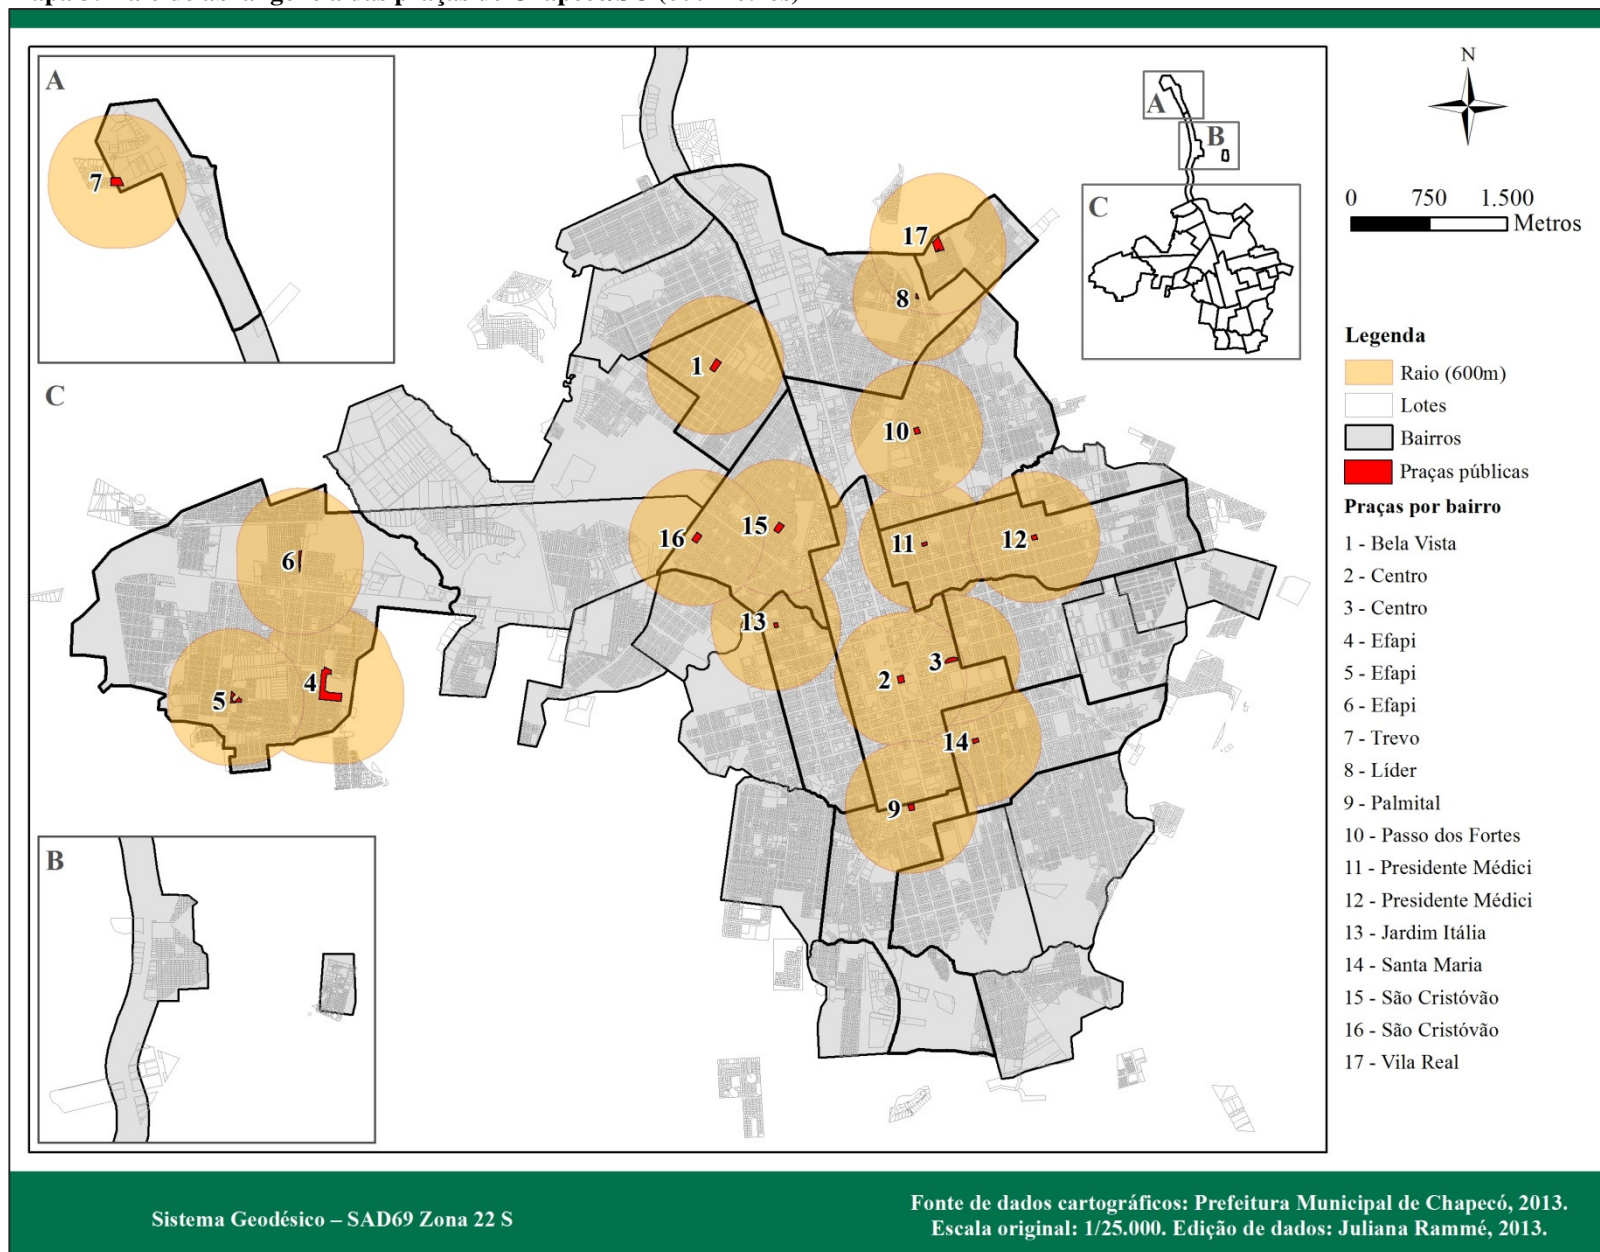 (600 metros)
A
7
C
17
8
1
10
15
16
11
12
6
13
3
2
4
5
14
9
B
A
B
C
N
0 750 1.500
Metros
Legenda
Raio (600m)
Lotes
Bairros
Praças públicas
Praças por bairro
1 - Bela Vista
2 - Centro
3 - Centro
4 - Efapi
5 - Efapi
6 - Efapi
7 - Trevo
8 - Líder
9 - Palmital
10 - Passo dos Fortes
11 - Presidente Médici
12 - Presidente Médici
13 - Jardim Itália
14 - Santa Maria
15 - São Cristóvão
16 - São Cristóvão
17 - Vila Real
Sistema Geodésico – SAD69 Zona 22 S
Fonte de dados cartográficos: Prefeitura Municipal de Chapecó, 2013.
Escala original: 1/25.000. Edição de dados: Juliana Rammé, 2013.